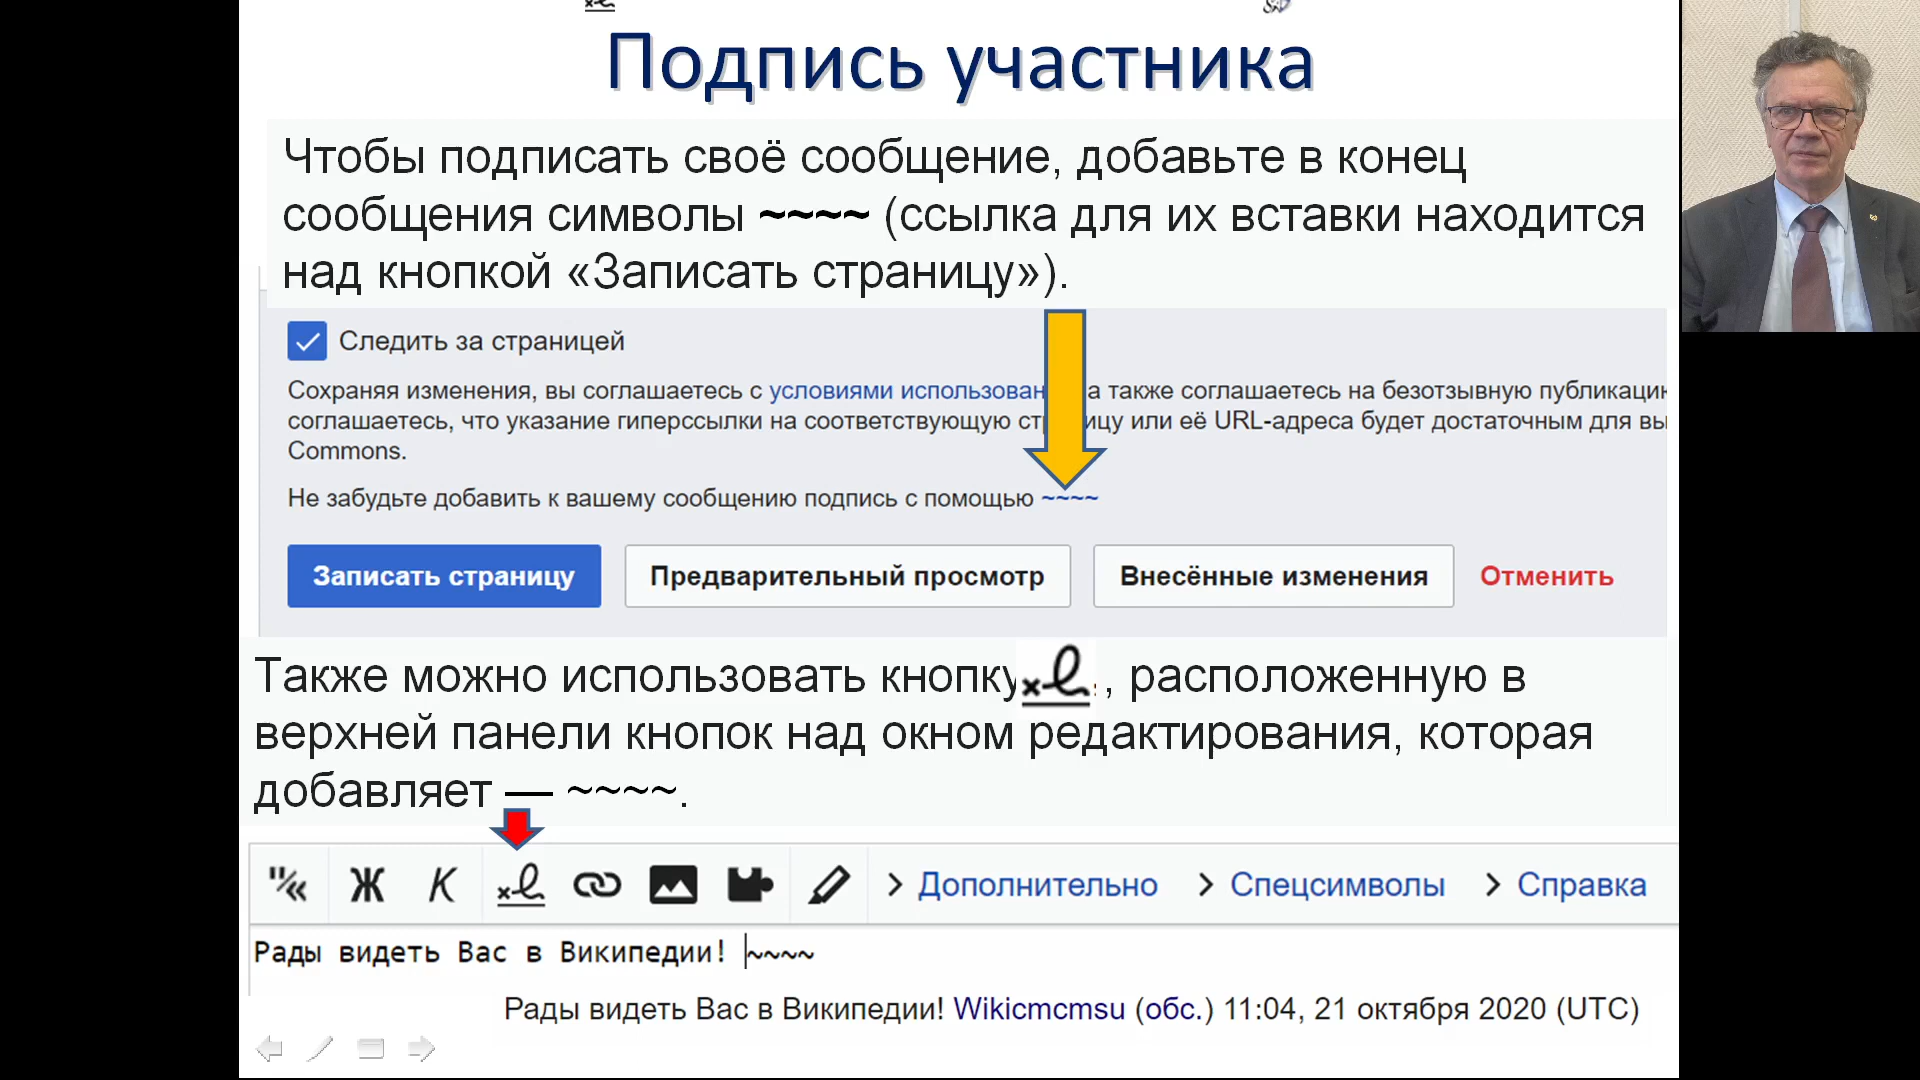 Подпись участника
Чтобы подписать своё сообщение, добавьте в конец
сообщения символы ~~~~ (ссылка для их вставки находится
над кнопкой «Записать страницу»).
Следить за страницей
Сохраняя изменения, вы соглашаетесь с условиями использован а также соглашаетесь на безотзывную
соглашаетесь, что указание гиперссылки на соответствующую или её URL-адреса будет достаточным для
Commons.
Не забудьте добавить к вашему сообщению подпись с помощью ~~~~
Записать страницу Предварительный просмотр Внесённые изменения Отменить
Также можно использовать кнопку , расположенную в
верхней панели кнопок над окном редактирования, которая
добавляет — ~~~~.
Ж К Дополнительно Спецсимволы Справка
Рады видеть Вас в Википедии! ~~~~
Рады видеть Вас в Википедии! Wikicmcmsu (обс.) 11:04, 21 октября 2020 (UTC)